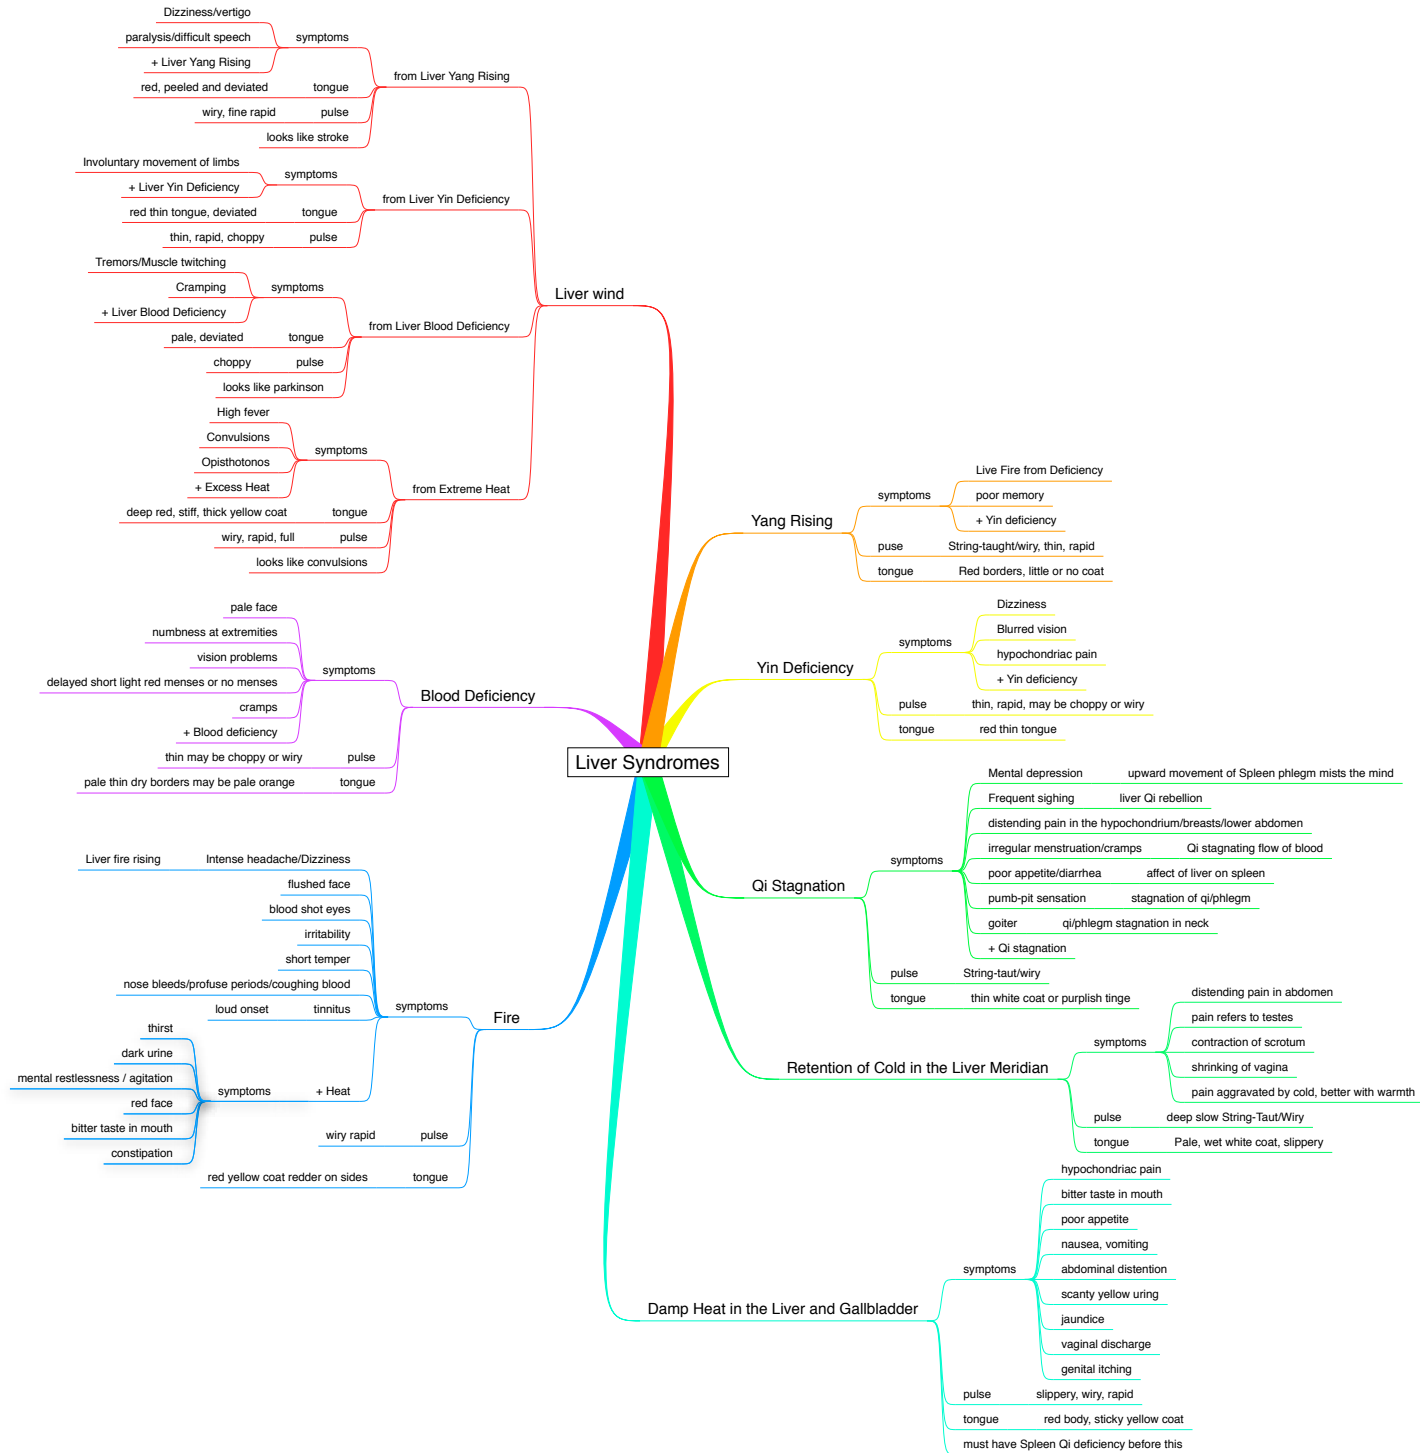 Liver Syndromes
Liver wind
from Liver Yang Rising
symptoms
Dizziness/vertigo
paralysis/difficult speech
+ Liver Yang Rising
red, peeled and deviated tongue
wiry, fine rapid pulse
looks like stroke
from Liver Yin Deficiency
symptoms
Involuntary movement of limbs
+ Liver Yin Deficiency
red thin tongue, deviated tongue
thin, rapid, choppy pulse
from Liver Blood Deficiency
symptoms
Tremors/Muscle twitching
Cramping
+ Liver Blood Deficiency
pale, deviated tongue
choppy pulse
looks like parkinson
from Extreme Heat
symptoms
High fever
Convulsions
Opisthotonos
+ Excess Heat
deep red, stiff, thick yellow coat tongue
wiry, rapid, full pulse
looks like convulsions
Blood Deficiency
symptoms
pale face
numbness at extremities
vision problems
delayed short light red menses or no menses
cramps
+ Blood deficiency
thin may be choppy or wiry pulse
pale thin dry borders may be pale orange tongue
Fire
symptoms
Liver fire rising Intense headache/Dizziness
flushed face
blood shot eyes
irritability
short temper
nose bleeds/profuse periods/coughing blood
loud onset tinnitus
+ Heat
symptoms
thirst
dark urine
mental restlessness / agitation
red face
bitter taste in mouth
constipation
wiry rapid pulse
red yellow coat redder on sides tongue
Yang Rising
symptoms
Live Fire from Deficiency
poor memory
+ Yin deficiency
puse String-taught/wiry, thin, rapid
tongue Red borders, little or no coat
Yin Deficiency
symptoms
Dizziness
Blurred vision
hypochondriac pain
+ Yin deficiency
pulse thin, rapid, may be choppy or wiry
tongue red thin tongue
Qi Stagnation
symptoms
Mental depression upward movement of Spleen phlegm mists the mind
Frequent sighing liver Qi rebellion
distending pain in the hypochondrium/breasts/lower abdomen
irregular menstruation/cramps Qi stagnating flow of blood
poor appetite/diarrhea affect of liver on spleen
pumb-pit sensation stagnation of qi/phlegm
goiter qi/phlegm stagnation in neck
+ Qi stagnation
pulse String-taut/wiry
tongue thin white coat or purplish tinge
Retention of Cold in the Liver Meridian
symptoms
distending pain in abdomen
pain refers to testes
contraction of scrotum
shrinking of vagina
pain aggravated by cold, better with warmth
pulse deep slow String-Taut/Wiry
tongue Pale, wet white coat, slippery
Damp Heat in the Liver and Gallbladder
symptoms
hypochondriac pain
bitter taste in mouth
poor appetite
nausea, vomiting
abdominal distention
scanty yellow uring
jaundice
vaginal discharge
genital itching
pulse slippery, wiry, rapid
tongue red body, sticky yellow coat
must have Spleen Qi deficiency before this